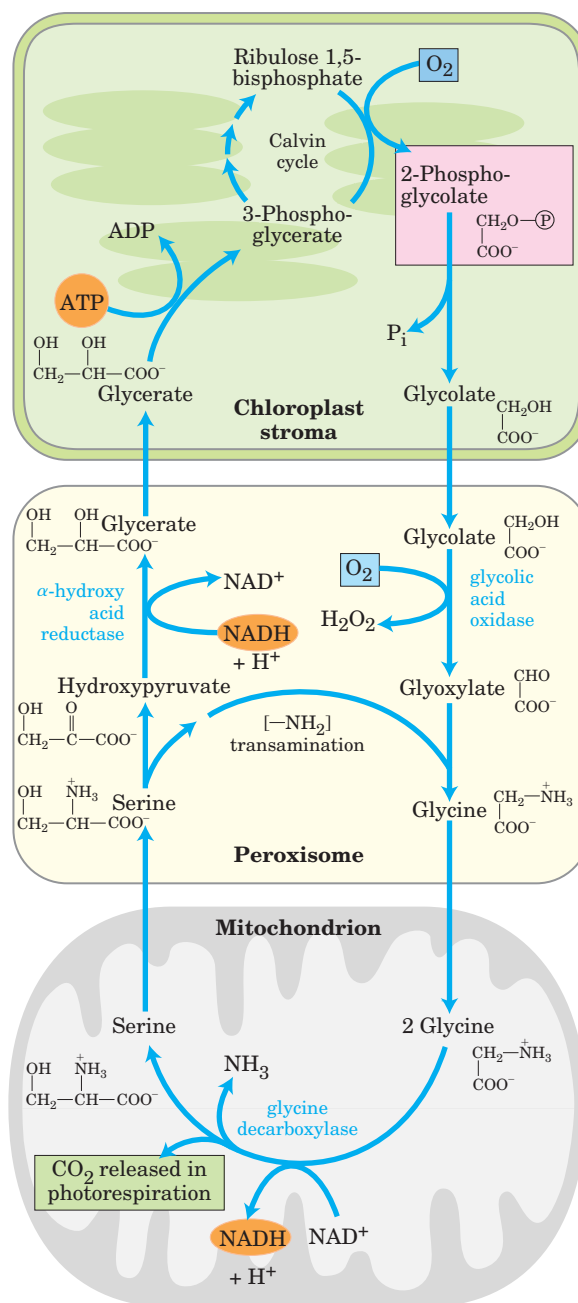 Ribulose 1,5-
bisphosphate
O₂
Calvin
cycle
2-Phospho-
glycolate
CH₂O—Ⓟ
COO⁻
3-Phospho-
glycerate
ADP
ATP
Pᵢ
OH OH
CH₂—CH—COO⁻
Glycerate
Glycolate
CH₂OH
COO⁻
Chloroplast
stroma
Glycerate
OH OH
CH₂—CH—COO⁻
Glycolate
CH₂OH
COO⁻
α-hydroxy
acid
reductase
NAD⁺
NADH
+ H⁺
O₂
H₂O₂
glycolic
acid
oxidase
Hydroxypyruvate
OH O
CH₂—C—COO⁻
Glyoxylate
CHO
COO⁻
[—NH₂]
transamination
OH ⁺NH₃
CH₂—CH—COO⁻
Serine
Glycine
CH₂—⁺NH₃
COO⁻
Peroxisome
Mitochondrion
Serine
OH ⁺NH₃
CH₂—CH—COO⁻
2 Glycine
CH₂—⁺NH₃
COO⁻
NH₃
glycine
decarboxylase
CO₂ released in
photorespiration
NADH
+ H⁺
NAD⁺